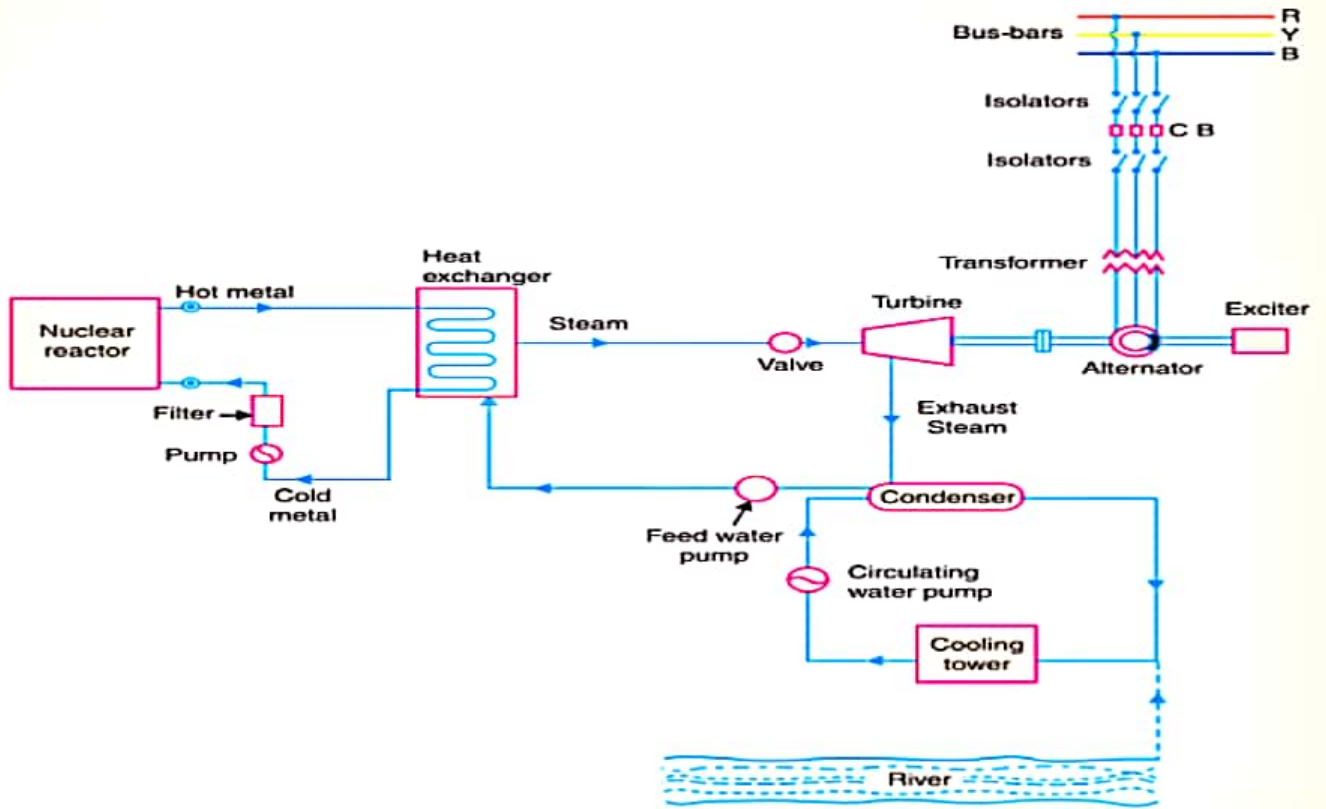 Bus-bars
R
Y
B
Isolators
C B
Isolators
Transformer
Heat
exchanger
Hot metal
Nuclear
reactor
Steam
Valve
Turbine
Exciter
Alternator
Filter
Pump
Cold
metal
Exhaust
Steam
Condenser
Feed water
pump
Circulating
water pump
Cooling
tower
River